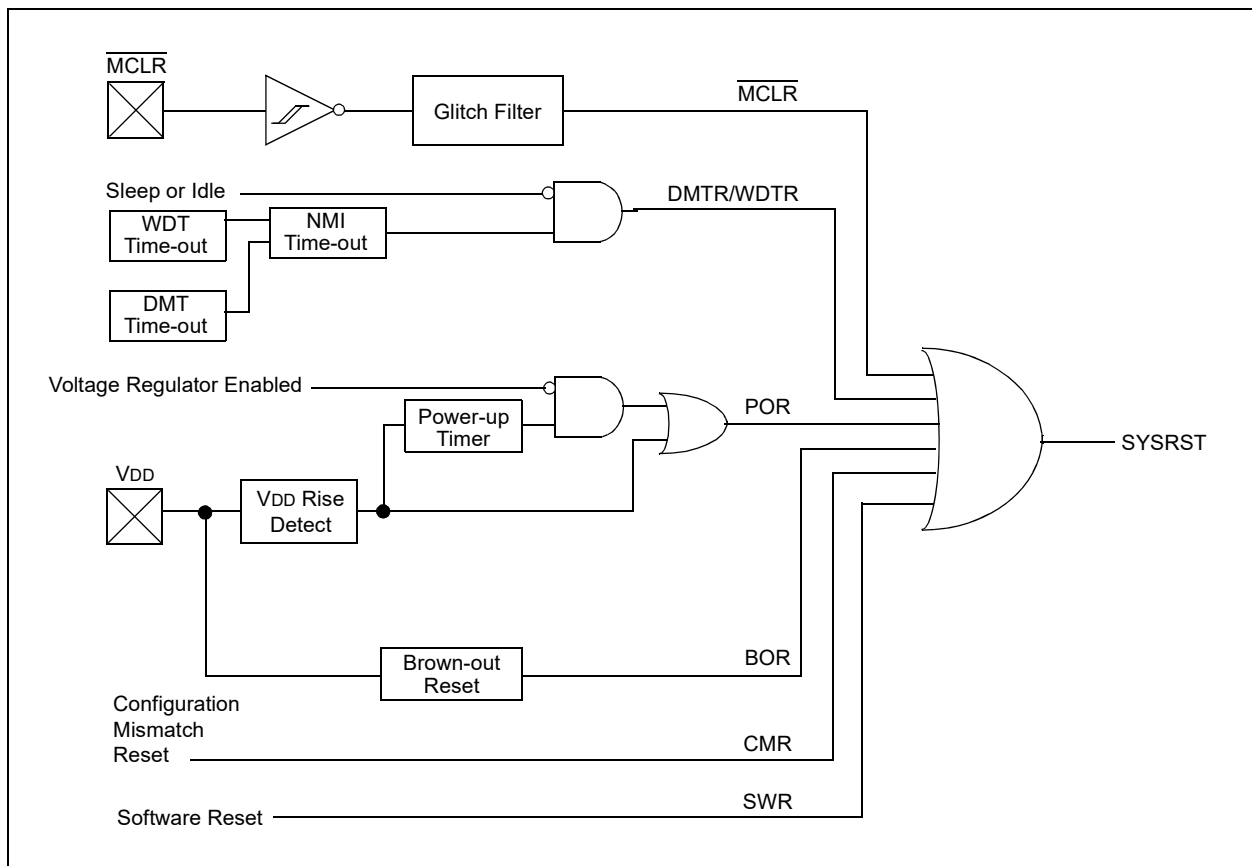 MCLR
Glitch Filter
MCLR
Sleep or Idle
DMTR/WDTR
WDT
Time-out
NMI
Time-out
DMT
Time-out
Voltage Regulator Enabled
Power-up
Timer
POR
SYSRST
VDD
VDD Rise
Detect
Brown-out
Reset
BOR
Configuration
Mismatch
Reset
CMR
Software Reset
SWR